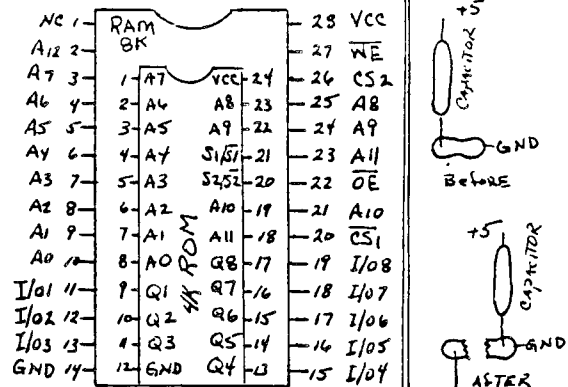 NC 1 RAM 28 VCC
A12 2 8K 27 WE
A7 3 1 A7 VCC 24 26 CS2
A6 4 2 A6 A8 23 25 A8
A5 5 3 A5 A9 22 24 A9
A4 6 4 A4 S1/S1 21 23 A11
A3 7 5 A3 S2/S2 20 22 OE
A2 8 6 A2 A10 19 21 A10
A1 9 7 A1 A11 18 20 CS1
A0 10 8 A0 Q8 17 19 I/O8
I/O1 11 9 Q1 Q7 16 18 I/O7
I/O2 12 10 Q2 Q6 15 17 I/O6
I/O3 13 11 Q3 Q5 14 16 I/O5
GND 14 12 GND Q4 13 15 I/O4
4K ROM
+5
CAPACITOR
GND
BEFORE
+5
CAPACITOR
GND
AFTER